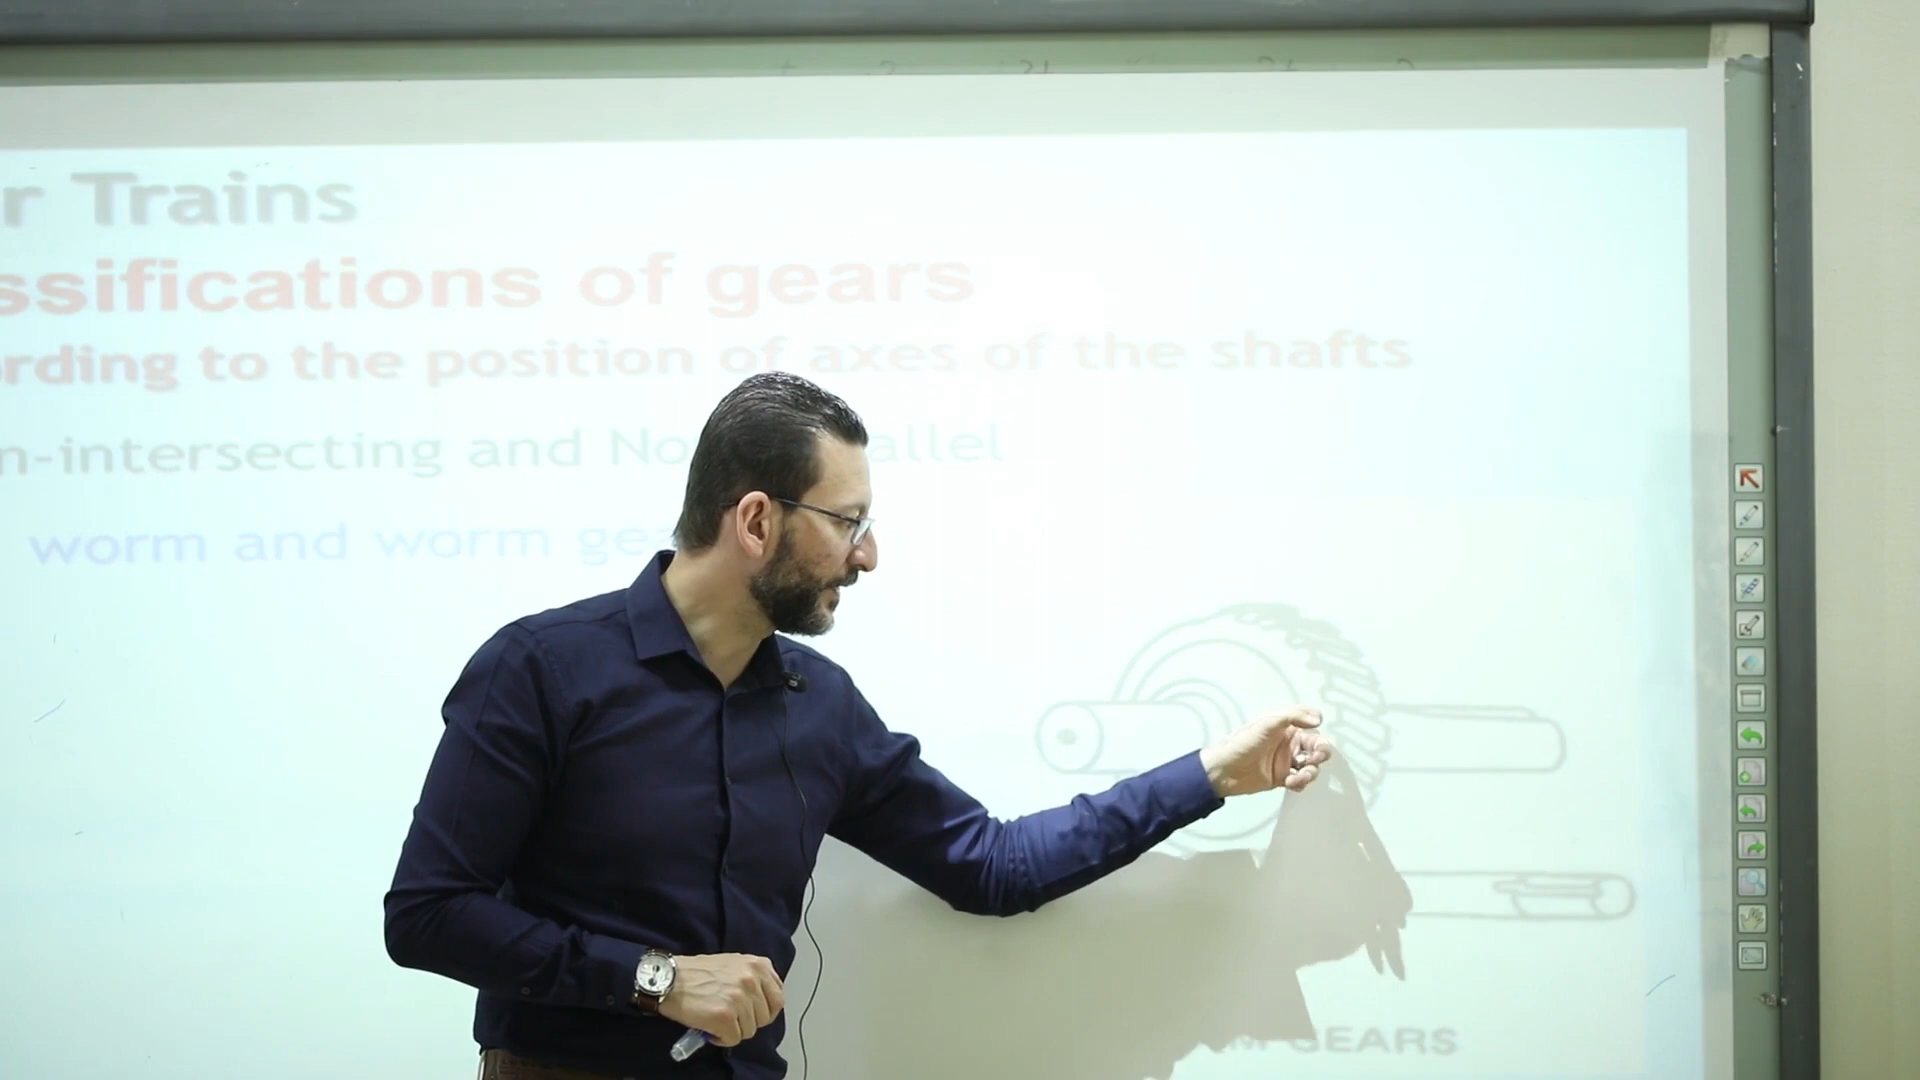 r Trains
ssifications of gears
rding to the position of axes of the shafts
n-intersecting and No allel
worm and worm ge
M GEARS